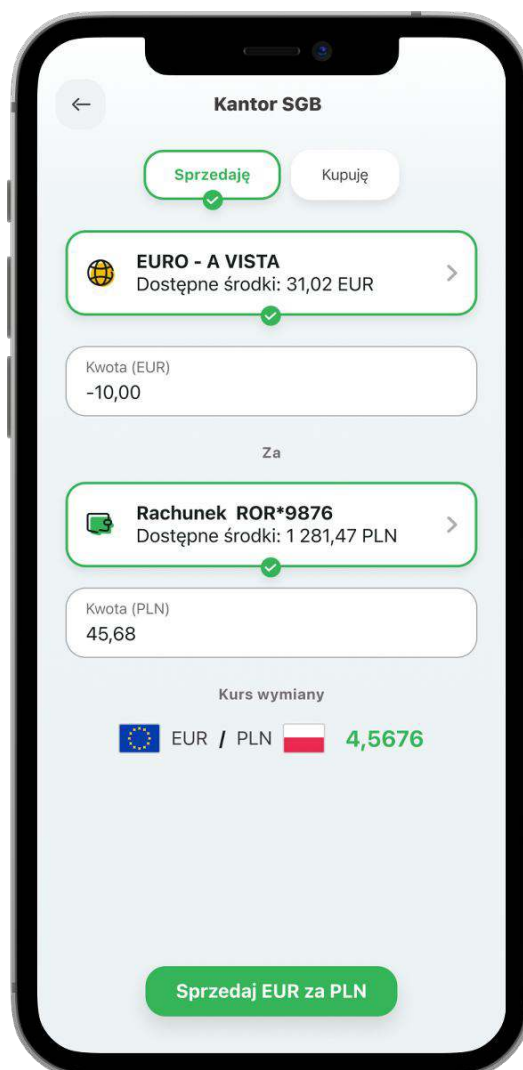 Kantor SGB
Sprzedaję
Kupuję
EURO - A VISTA
Dostępne środki: 31,02 EUR
Kwota (EUR)
-10,00
Za
Rachunek ROR*9876
Dostępne środki: 1 281,47 PLN
Kwota (PLN)
45,68
Kurs wymiany
EUR / PLN 4,5676
Sprzedaj EUR za PLN